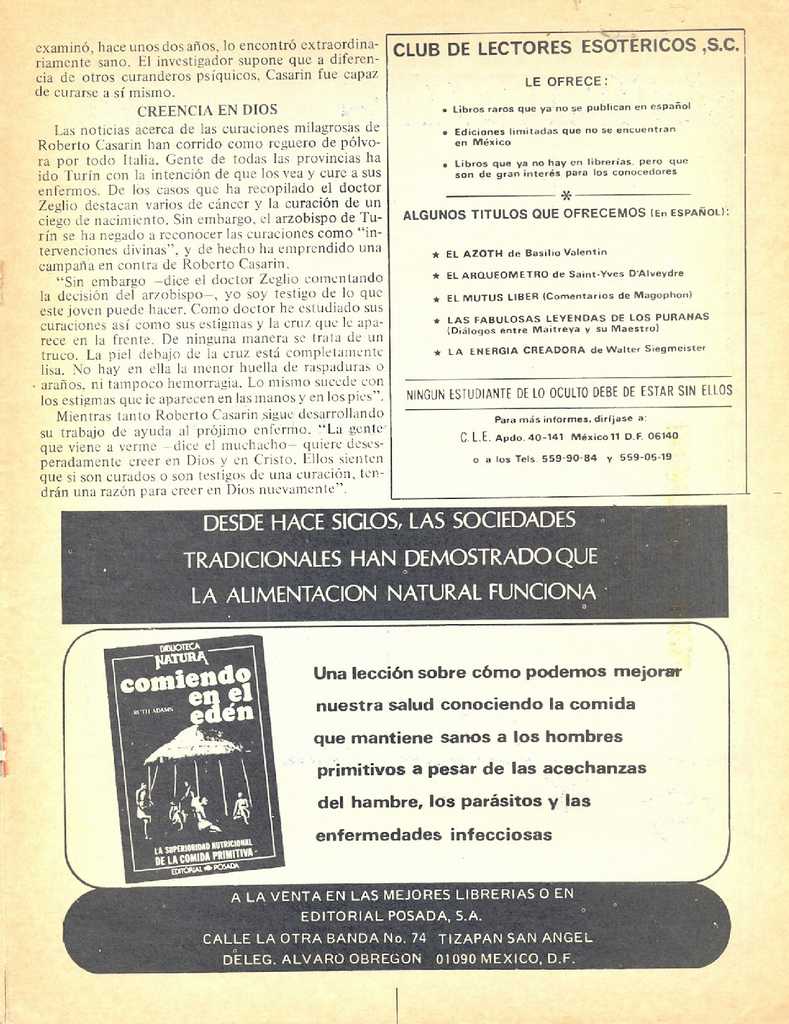 examinó, hace unos dos años, lo encontró extraordina-
riamente sano. El investigador supone que a diferen-
cia de otros curanderos psíquicos, Casarin fue capaz
de curarse a sí mismo.
CREENCIA EN DIOS
Las noticias acerca de las curaciones milagrosas de
Roberto Casarin han corrido como reguero de pólvo-
ra por todo Italia. Gente de todas las provincias ha
ido Turín con la intención de que los vea y cure a sus
enfermos. De los casos que ha recopilado el doctor
Zeglio destacan varios de cáncer y la curación de un
ciego de nacimiento. Sin embargo, el arzobispo de Tu-
rín se ha negado a reconocer las curaciones como "in-
tervenciones divinas", y de hecho ha emprendido una
campaña en contra de Roberto Casarin.
"Sin embargo —dice el doctor Zeglio comentando
la decisión del arzobispo—, yo soy testigo de lo que
este joven puede hacer. Como doctor he estudiado sus
curaciones así como sus estigmas y la cruz que le apa-
rece en la frente. De ninguna manera se trata de un
truco. La piel debajo de la cruz está completamente
lisa. No hay en ella la menor huella de raspaduras o
araños, ni tampoco hemorragia. Lo mismo sucede con
los estigmas que le aparecen en las manos y en los pies".
Mientras tanto Roberto Casarin sigue desarrollando
su trabajo de ayuda al prójimo enfermo. "La gente
que viene a verme —dice el muchacho— quiere deses-
peradamente creer en Dios y en Cristo. Ellos sienten
que si son curados o son testigos de una curación, ten-
drán una razón para creer en Dios nuevamente".
CLUB DE LECTORES ESOTERICOS ,S.C.
LE OFRECE:
• Libros raros que ya no se publican en español
• Ediciones limitadas que no se encuentran
en México
• Libros que ya no hay en librerías, pero que
son de gran interés para los conocedores
*
ALGUNOS TITULOS QUE OFRECEMOS (En ESPAÑOL):
★ EL AZOTH de Basilio Valentin
★ EL ARQUEOMETRO de Saint-Yves D'Alveydre
★ EL MUTUS LIBER (Comentarios de Magophon)
★ LAS FABULOSAS LEYENDAS DE LOS PURANAS
(Diálogos entre Maitreya y su Maestro)
★ LA ENERGIA CREADORA de Walter Siegmeister
NINGUN ESTUDIANTE DE LO OCULTO DEBE DE ESTAR SIN ELLOS
Para más informes, diríjase a:
C.L.E. Apdo. 40-141 México 11 D.F. 06140
o a los Tels. 559-90-84 y 559-05-19
DESDE HACE SIGLOS, LAS SOCIEDADES
TRADICIONALES HAN DEMOSTRADO QUE
LA ALIMENTACION NATURAL FUNCIONA
BIBLIOTECA
NATURA
comiendo
en el
edén
RUTH ADAMS
LA SUPERIORIDAD NUTRICIONAL
DE LA COMIDA PRIMITIVA
EDITORIAL POSADA
Una lección sobre cómo podemos mejorar
nuestra salud conociendo la comida
que mantiene sanos a los hombres
primitivos a pesar de las acechanzas
del hambre, los parásitos y las
enfermedades infecciosas
A LA VENTA EN LAS MEJORES LIBRERIAS O EN
EDITORIAL POSADA, S.A.
CALLE LA OTRA BANDA No. 74 TIZAPAN SAN ANGEL
DELEG. ALVARO OBREGON 01090 MEXICO, D.F.